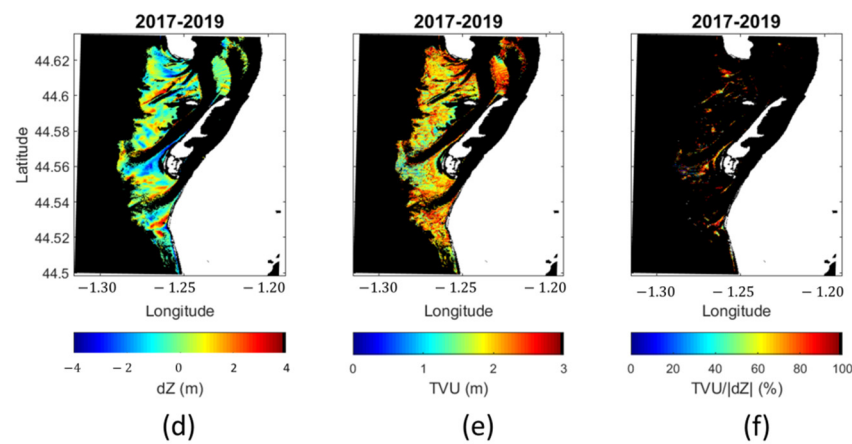 2017-2019
2017-2019
2017-2019
Latitude
44.62
44.6
44.58
44.56
44.54
44.52
44.5
−1.30 −1.25 −1.20
−1.30 −1.25 −1.20
−1.30 −1.25 −1.20
Longitude
Longitude
Longitude
−4 −2 0 2 4
0 1 2 3
0 20 40 60 80 100
dZ (m)
TVU (m)
TVU/|dZ| (%)
(d)
(e)
(f)